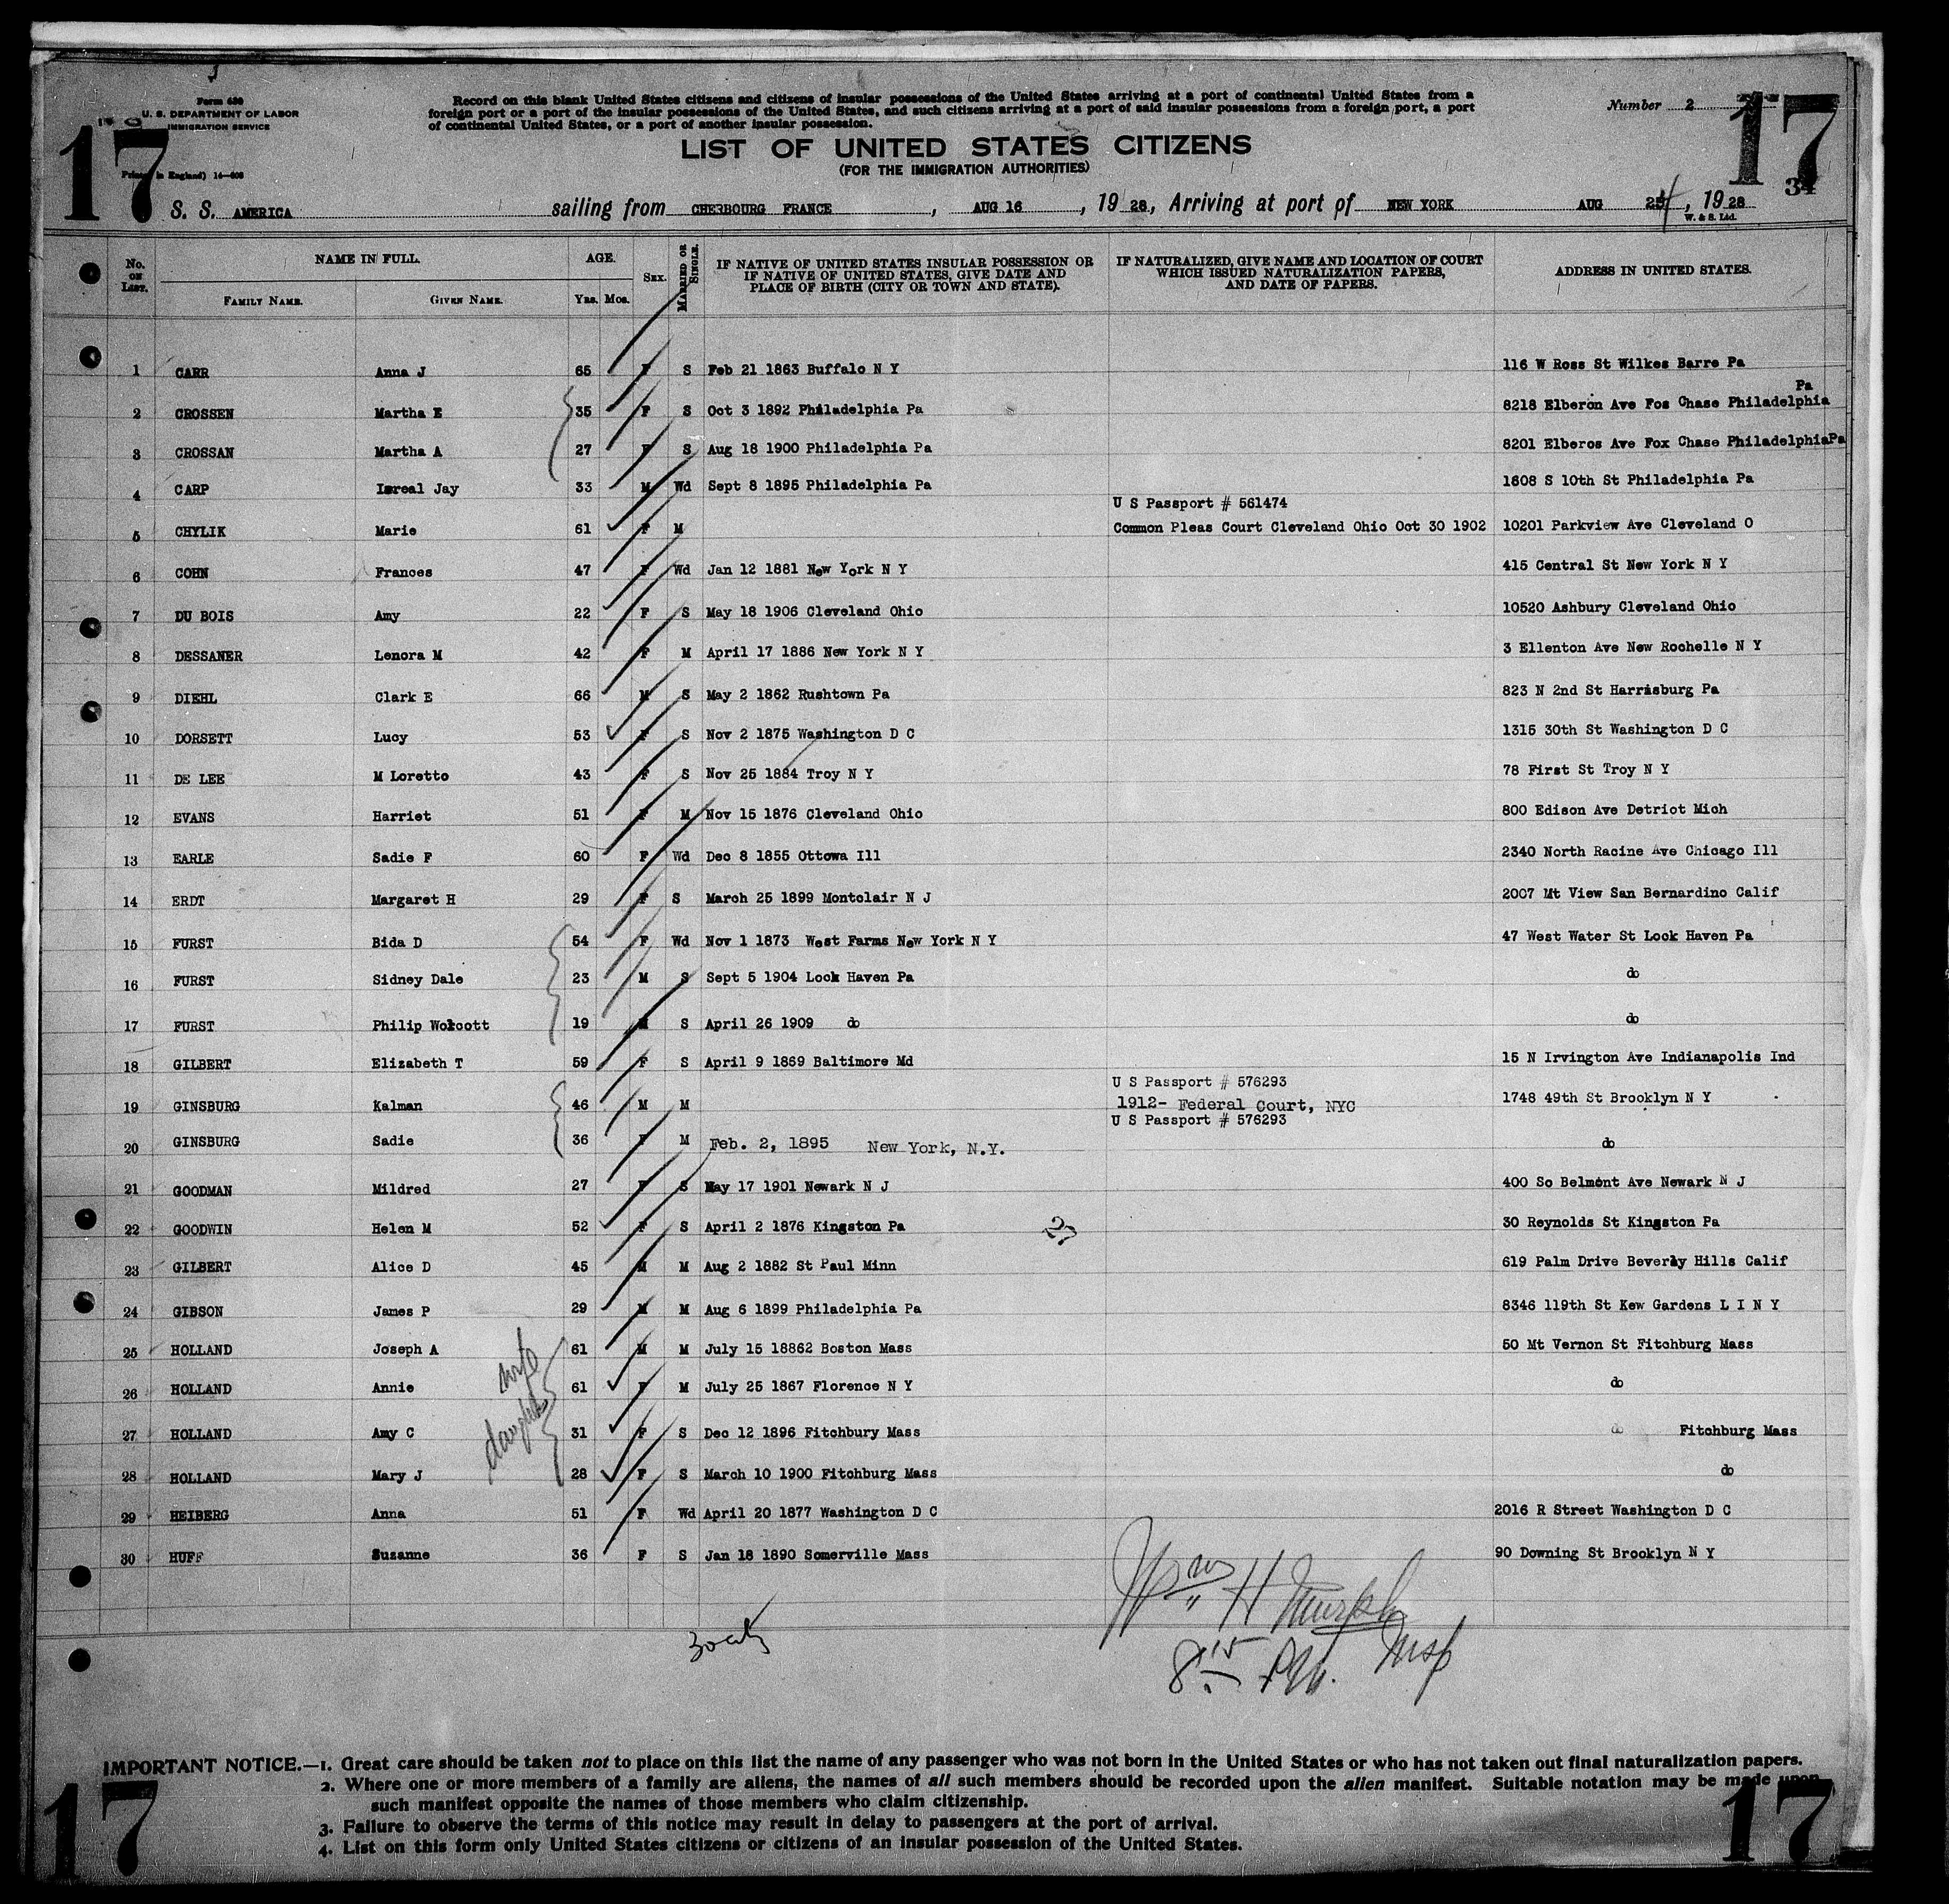 Form 630
U. S. DEPARTMENT OF LABOR
IMMIGRATION SERVICE
Record on this blank United States citizens and citizens of insular possessions of the United States arriving at a port of continental United States from a
foreign port or a port of the insular possessions of the United States, and such citizens arriving at a port of said insular possessions from a foreign port, a port
of continental United States, or a port of another insular possession.
Number 2
17
17
34
LIST OF UNITED STATES CITIZENS
(FOR THE IMMIGRATION AUTHORITIES)
in England)
S. S. AMERICA sailing from CHERBOURG FRANCE, AUG 16, 1928, Arriving at port of NEW YORK AUG 24, 1928
W. & S. Ltd.
No. on List. NAME IN FULL. AGE. Sex. Married or Single. IF NATIVE OF UNITED STATES INSULAR POSSESSION OR IF NATIVE OF UNITED STATES, GIVE DATE AND PLACE OF BIRTH (CITY OR TOWN AND STATE). IF NATURALIZED, GIVE NAME AND LOCATION OF COURT WHICH ISSUED NATURALIZATION PAPERS, AND DATE OF PAPERS. ADDRESS IN UNITED STATES.
Family Name. Given Name. Yrs. Mos.
1 CARR Anna J 65 F S Feb 21 1863 Buffalo N Y 116 W Ross St Wilkes Barre Pa
Pa
2 CROSSEN Martha E 35 F S Oct 3 1892 Philadelphia Pa 8218 Elberon Ave Fos Chase Philadelphia
3 CROSSAN Martha A 27 F S Aug 18 1900 Philadelphia Pa 8201 Elberos Ave Fox Chase PhiladelphiaPa
4 CARP Isreal Jay 33 M Wd Sept 8 1895 Philadelphia Pa 1608 S 10th St Philadelphia Pa
U S Passport # 561474
5 CHYLIK Marie 61 F M Common Pleas Court Cleveland Ohio Oct 30 1902 10201 Parkview Ave Cleveland O
6 COHN Frances 47 F Wd Jan 12 1881 New York N Y 415 Central St New York N Y
7 DU BOIS Amy 22 F S May 18 1906 Cleveland Ohio 10520 Ashbury Cleveland Ohio
8 DESSANER Lenora M 42 F M April 17 1886 New York N Y 3 Ellenton Ave New Rochelle N Y
9 DIEHL Clark E 66 M S May 2 1862 Rushtown Pa 823 N 2nd St Harrisburg Pa
10 DORSETT Lucy 53 F S Nov 2 1875 Washington D C 1315 30th St Washington D C
11 DE LEE M Loretto 43 F S Nov 25 1884 Troy N Y 78 First St Troy N Y
12 EVANS Harriet 51 F M Nov 15 1876 Cleveland Ohio 800 Edison Ave Detriot Mich
13 EARLE Sadie F 60 F Wd Dec 8 1855 Ottowa Ill 2340 North Racine Ave Chicago Ill
14 ERDT Margaret H 29 F S March 25 1899 Montclair N J 2007 Mt View San Bernardino Calif
15 FURST Bida D 54 F Wd Nov 1 1873 West Farms New York N Y 47 West Water St Lock Haven Pa
16 FURST Sidney Dale 23 M S Sept 5 1904 Lock Haven Pa do
17 FURST Philip Wolcott 19 M S April 26 1909 do do
18 GILBERT Elizabeth T 59 F S April 9 1869 Baltimore Md 15 N Irvington Ave Indianapolis Ind
U S Passport # 576293
19 GINSBURG Kalman 46 M M 1912- Federal Court, NYC 1748 49th St Brooklyn N Y
U S Passport # 576293
20 GINSBURG Sadie 36 F M Feb. 2, 1895 New York, N.Y. do
21 GOODMAN Mildred 27 F S May 17 1901 Newark N J 400 So Belmont Ave Newark N J
22 GOODWIN Helen M 52 F S April 2 1876 Kingston Pa 27 30 Reynolds St Kingston Pa
23 GILBERT Alice D 45 M M Aug 2 1882 St Paul Minn 619 Palm Drive Beverly Hills Calif
24 GIBSON James P 29 M M Aug 6 1899 Philadelphia Pa 8346 119th St Kew Gardens L I N Y
25 HOLLAND Joseph A 61 M M July 15 18862 Boston Mass 50 Mt Vernon St Fitchburg Mass
26 HOLLAND Annie wife 61 F M July 25 1867 Florence N Y do
27 HOLLAND Amy C daughter 31 F S Dec 12 1896 Fitchbury Mass do Fitchburg Mass
28 HOLLAND Mary J 28 F S March 10 1900 Fitchburg Mass do
29 HEIBERG Anna 51 F Wd April 20 1877 Washington D C 2016 R Street Washington D C
30 HUFF Suzanne 36 F S Jan 18 1890 Somerville Mass 90 Downing St Brooklyn N Y
Wm H Murphy
Insp
8 15 P.M.
IMPORTANT NOTICE.—1. Great care should be taken not to place on this list the name of any passenger who was not born in the United States or who has not taken out final naturalization papers.
2. Where one or more members of a family are aliens, the names of all such members should be recorded upon the alien manifest. Suitable notation may be made upon
such manifest opposite the names of those members who claim citizenship.
3. Failure to observe the terms of this notice may result in delay to passengers at the port of arrival.
4. List on this form only United States citizens or citizens of an insular possession of the United States.
17
17